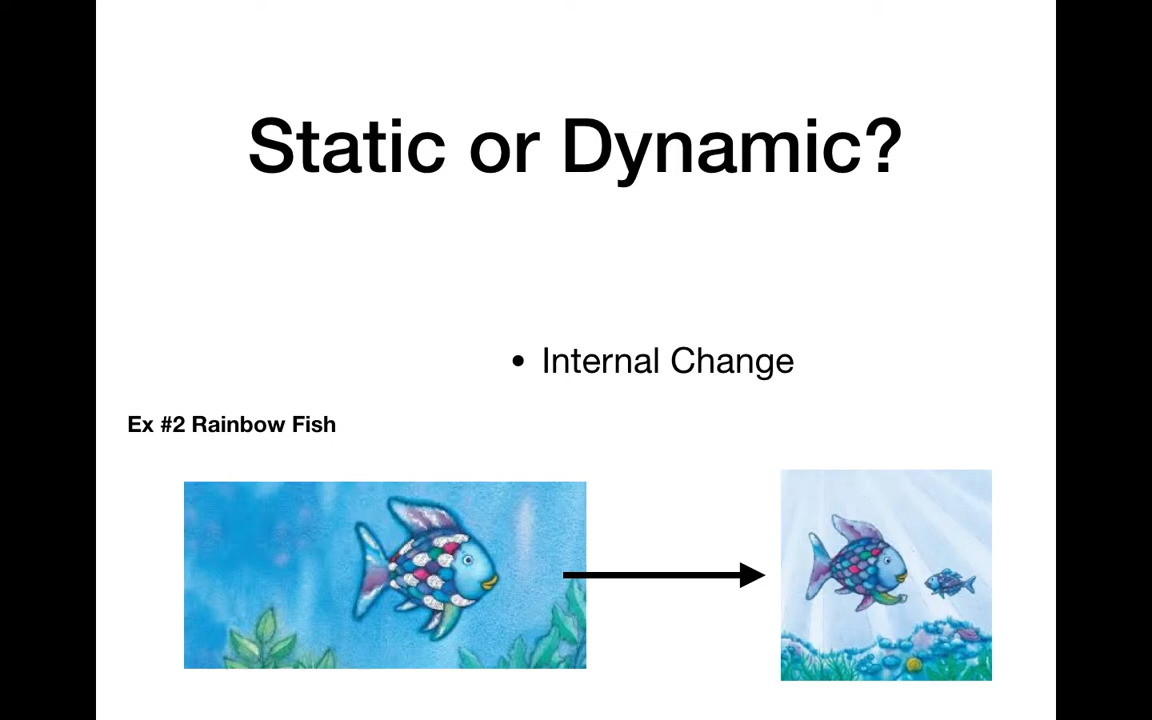 Static or Dynamic?
• Internal Change
Ex #2 Rainbow Fish